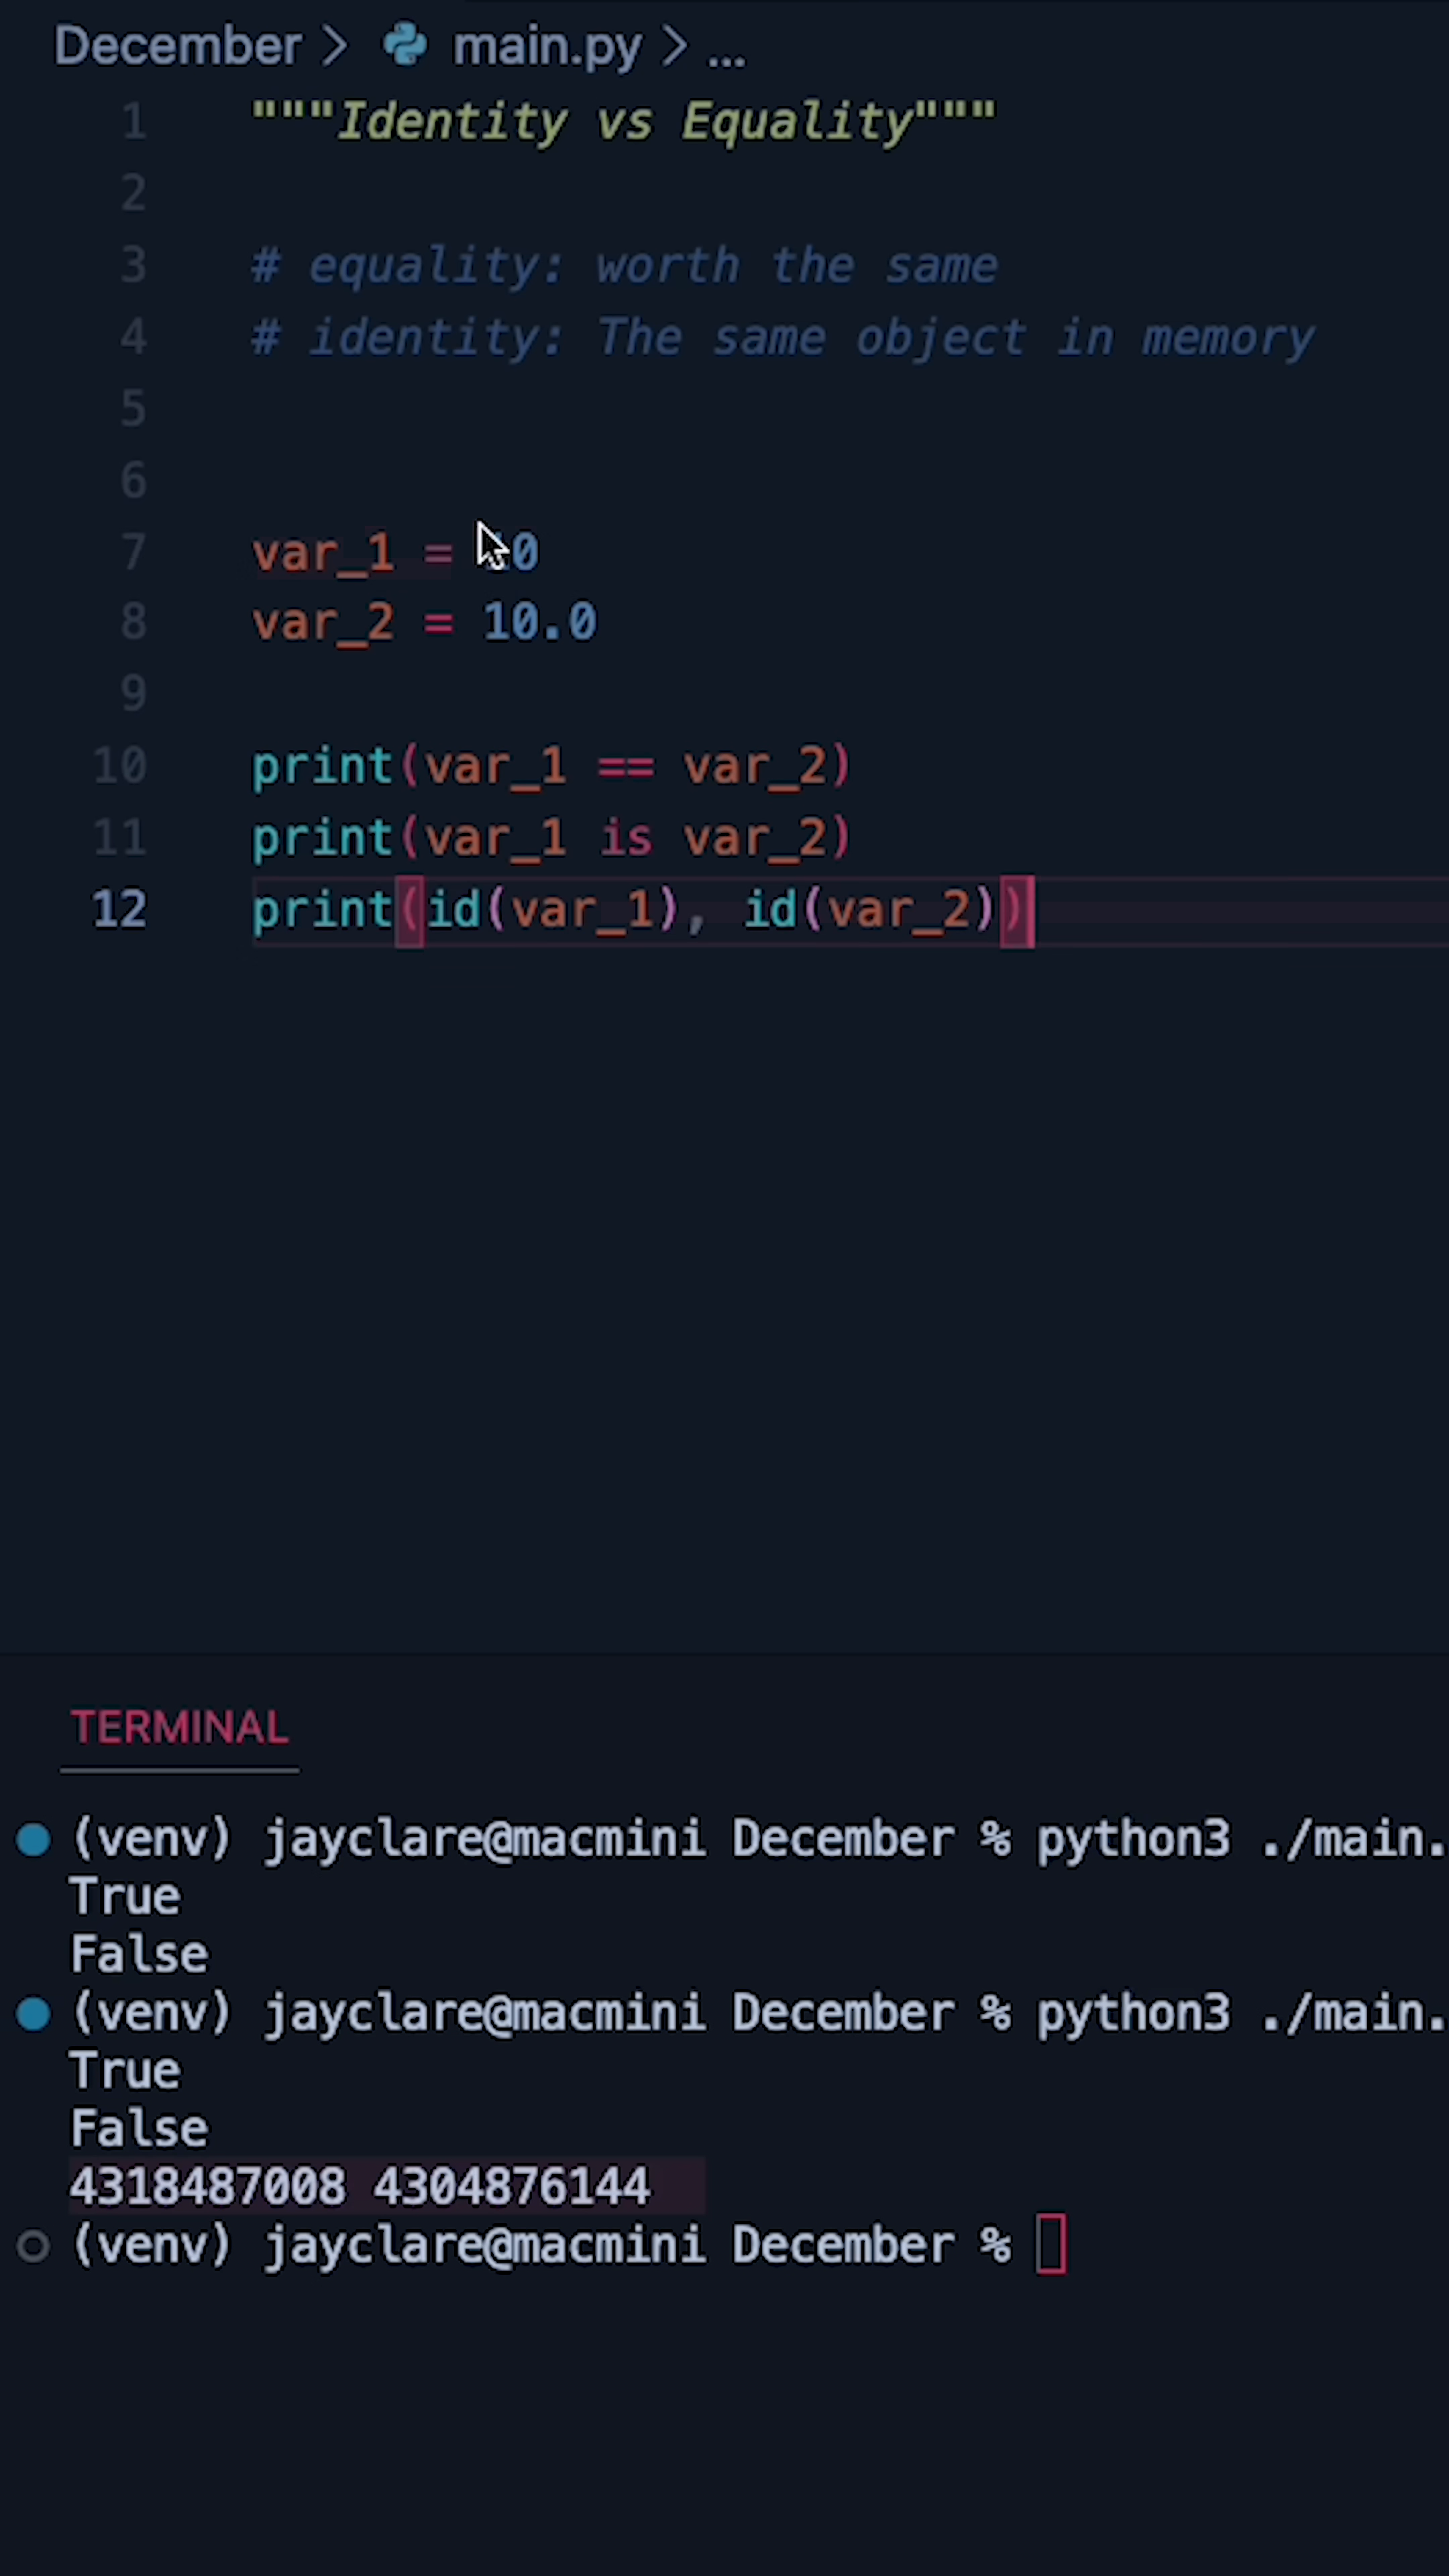 December > main.py > ...
1 """Identity vs Equality"""
2
3 # equality: worth the same
4 # identity: The same object in memory
5
6
7 var_1 = 10
8 var_2 = 10.0
9
10 print(var_1 == var_2)
11 print(var_1 is var_2)
12 print(id(var_1), id(var_2))
TERMINAL
(venv) jayclare@macmini December % python3 ./main.
True
False
(venv) jayclare@macmini December % python3 ./main.
True
False
4318487008 4304876144
(venv) jayclare@macmini December %